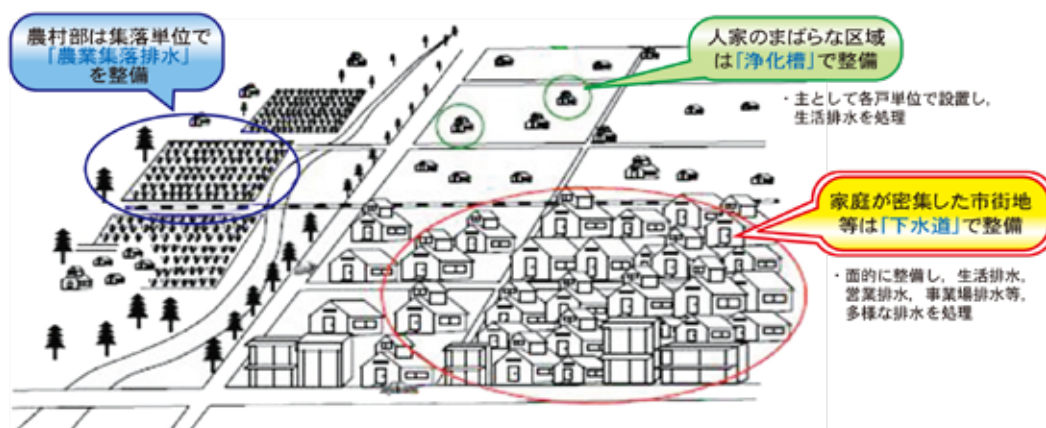 農村部は集落単位で
「農業集落排水」
を整備
人家のまばらな区域
は「浄化槽」で整備
・主として各戸単位で設置し，
生活排水を処理
家庭が密集した市街地
等は「下水道」で整備
・面的に整備し，生活排水，
営業排水，事業場排水等，
多様な排水を処理